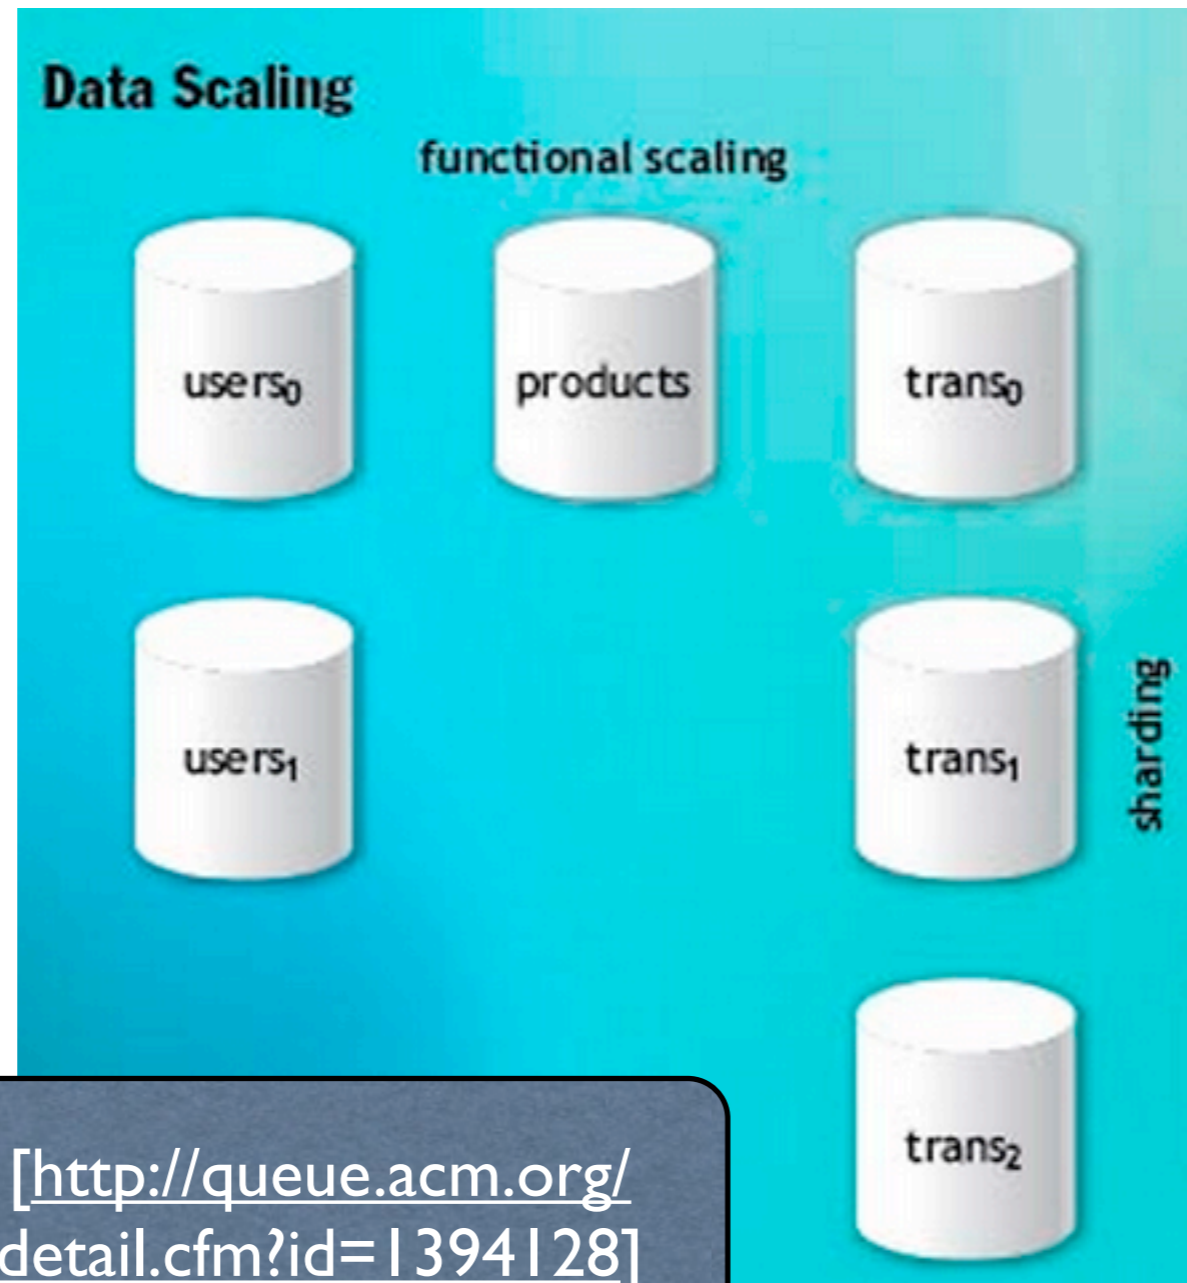 Data Scaling
functional scaling
users₀ products trans₀
users₁ trans₁
sharding
trans₂
[http://queue.acm.org/
detail.cfm?id=1394128]